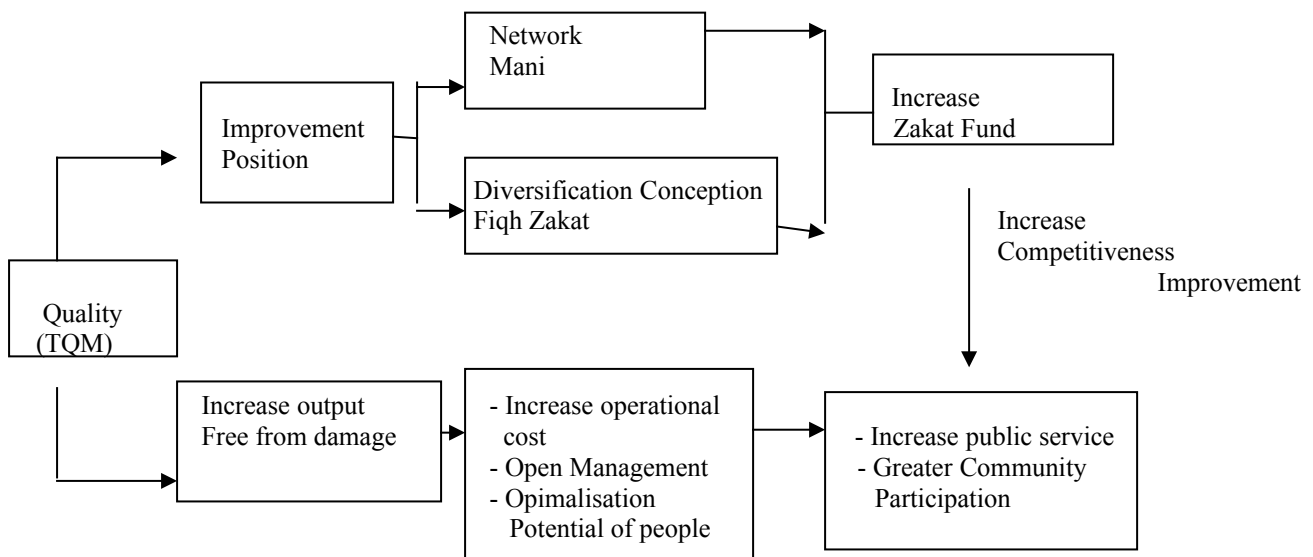 Network
Mani
Increase
Zakat Fund
Improvement
Position
Diversification Conception
Fiqh Zakat
Increase
Competitiveness
Improvement
Quality
(TQM)
Increase output
Free from damage
- Increase operational
cost
- Open Management
- Opimalisation
Potential of people
- Increase public service
- Greater Community
Participation